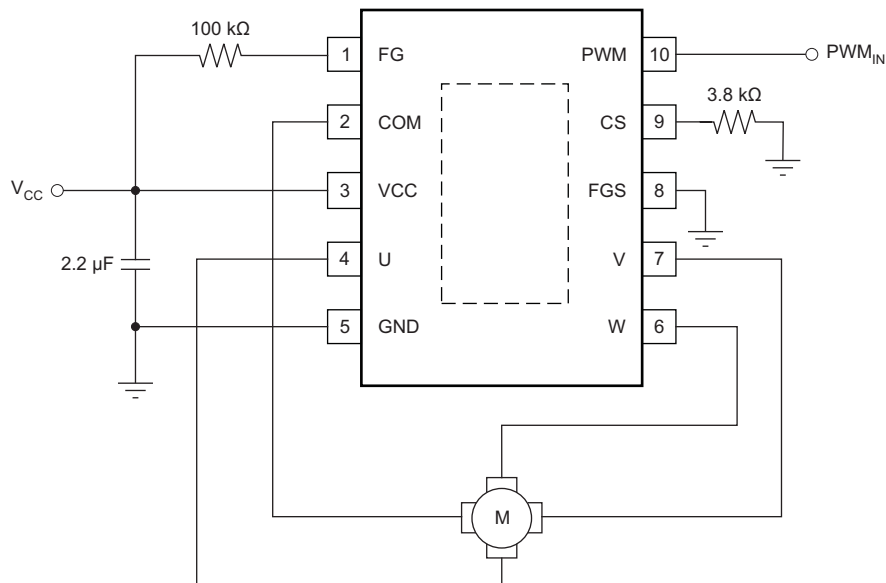 100 kΩ
1 FG PWM 10 PWM_IN
3.8 kΩ
2 COM CS 9
V_CC 3 VCC FGS 8
2.2 µF 4 U V 7
5 GND W 6
M